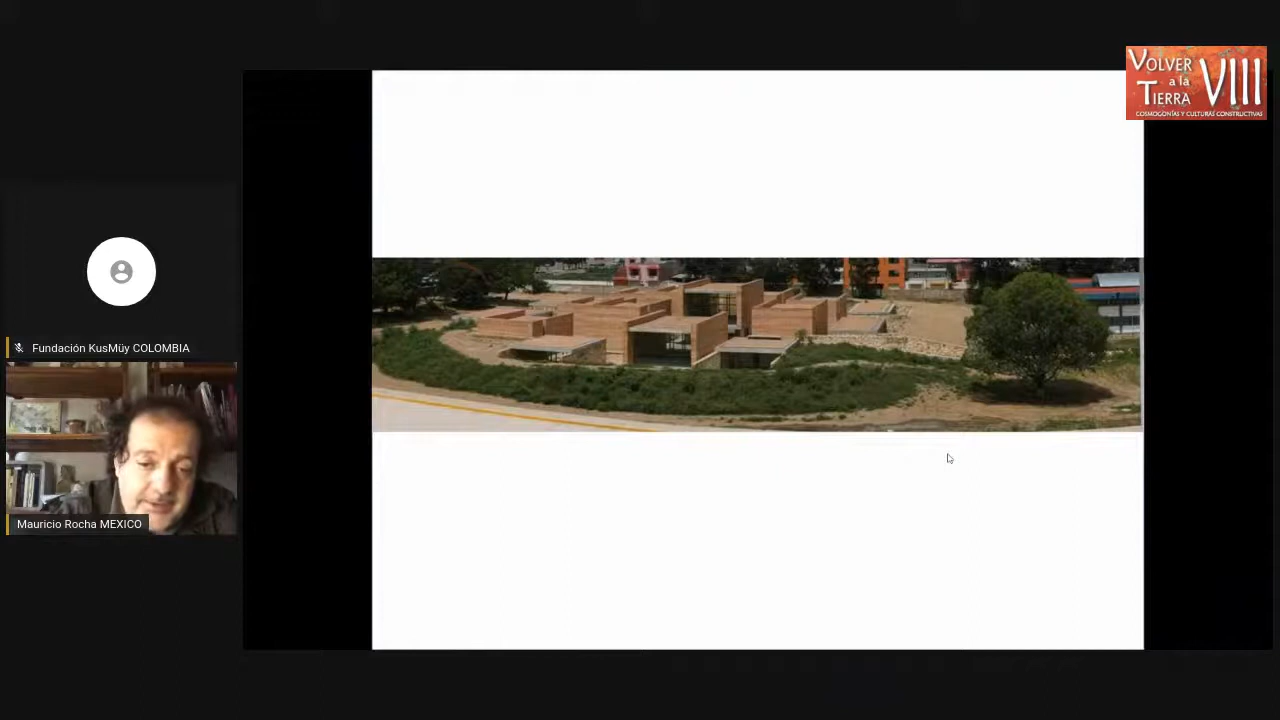 VOLVER
a la
TIERRA
VIII
COSMOGONÍAS Y CULTURAS CONSTRUCTIVAS
Fundación KusMüy COLOMBIA
Mauricio Rocha MEXICO